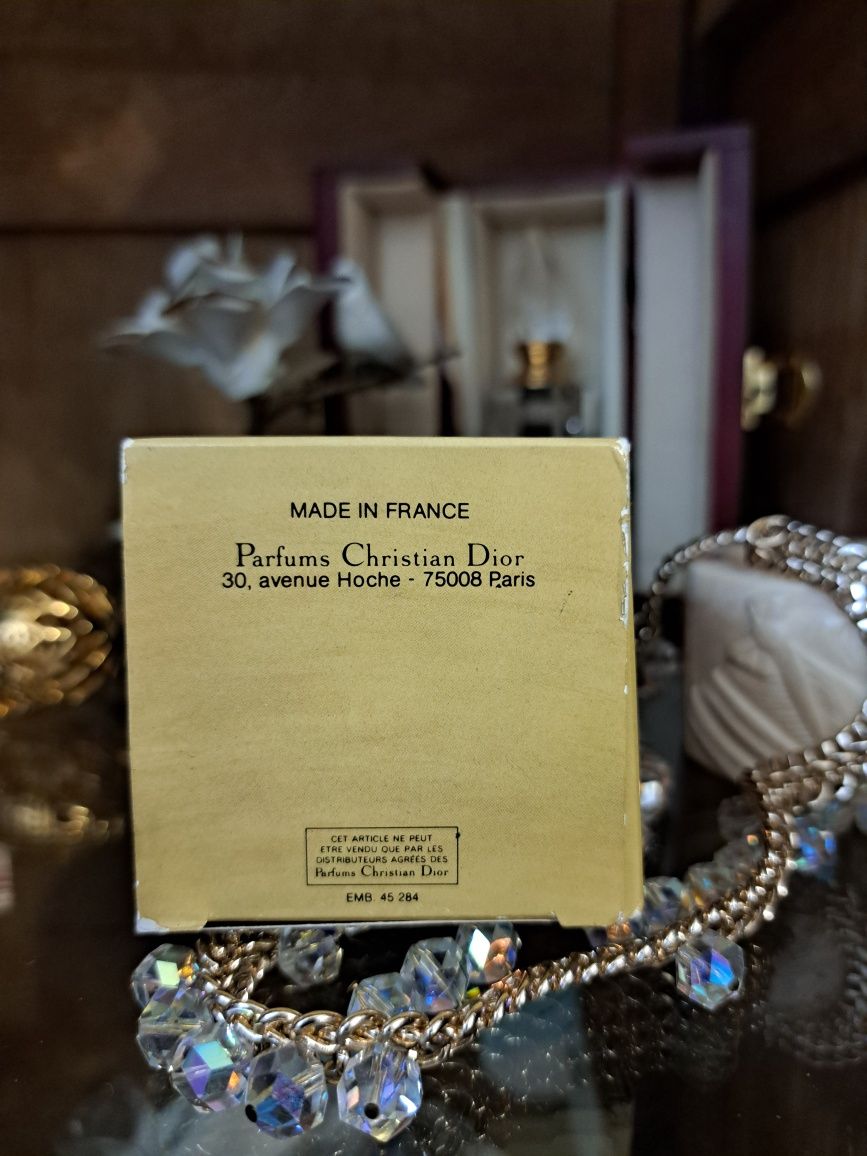 MADE IN FRANCE
Parfums Christian Dior
30, avenue Hoche - 75008 Paris
CET ARTICLE NE PEUT
ETRE VENDU QUE PAR LES
DISTRIBUTEURS AGRÉÉS DES
Parfums Christian Dior
EMB. 45 284